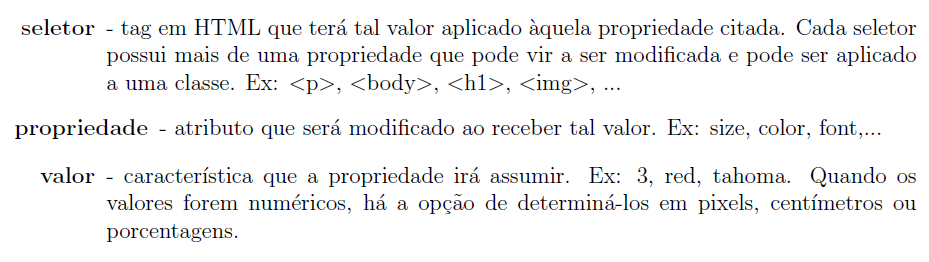 seletor - tag em HTML que terá tal valor aplicado àquela propriedade citada. Cada seletor
possui mais de uma propriedade que pode vir a ser modificada e pode ser aplicado
a uma classe. Ex: <p>, <body>, <h1>, <img>, ...
propriedade - atributo que será modificado ao receber tal valor. Ex: size, color, font,...
valor - característica que a propriedade irá assumir. Ex: 3, red, tahoma. Quando os
valores forem numéricos, há a opção de determiná-los em pixels, centímetros ou
porcentagens.